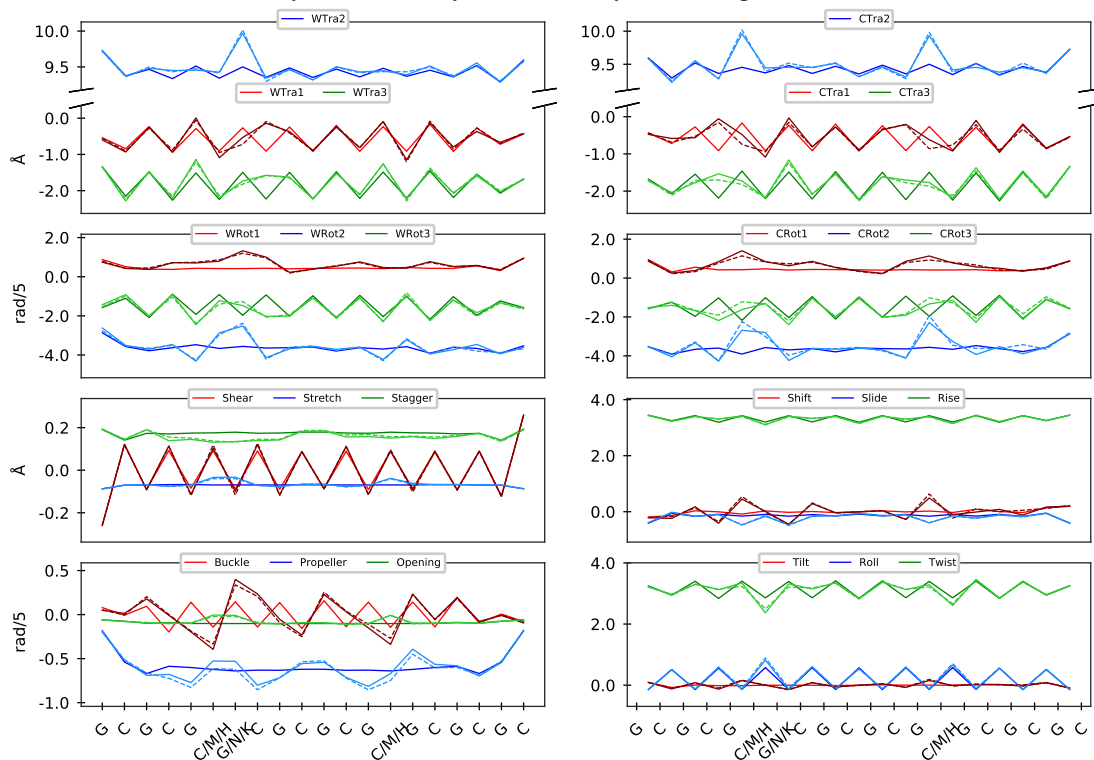 WTra2
10.0
9.5
WTra1 WTra3
0.0
-1.0
-2.0
Å
CTra2
10.0
9.5
CTra1 CTra3
0.0
-1.0
-2.0
WRot1 WRot2 WRot3
2.0
0.0
-2.0
-4.0
rad/5
CRot1 CRot2 CRot3
2.0
0.0
-2.0
-4.0
Shear Stretch Stagger
0.2
0.0
-0.2
Å
Shift Slide Rise
4.0
2.0
0.0
Buckle Propeller Opening
0.5
0.0
-0.5
-1.0
rad/5
Tilt Roll Twist
4.0
2.0
0.0
G C G C G C/M/H G/N/K C G C G C G C/M/H G C G C G C
G C G C G C/M/H G/N/K C G C G C G C/M/H G C G C G C